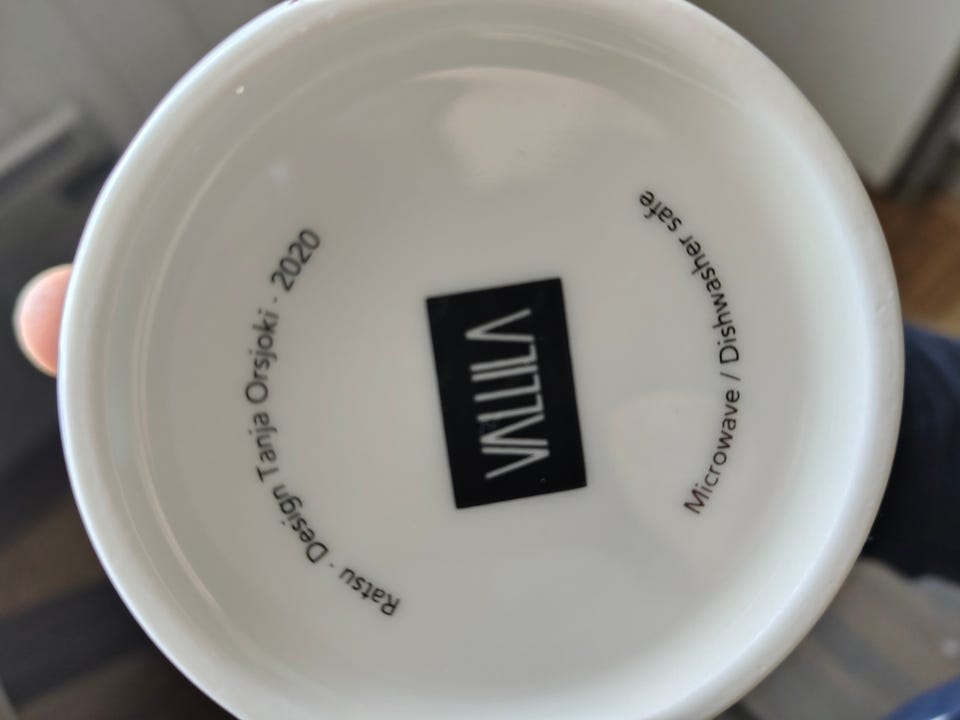 Ratsu · Design Tanja Orsjoki · 2020
VALLILA
Microwave / Dishwasher safe